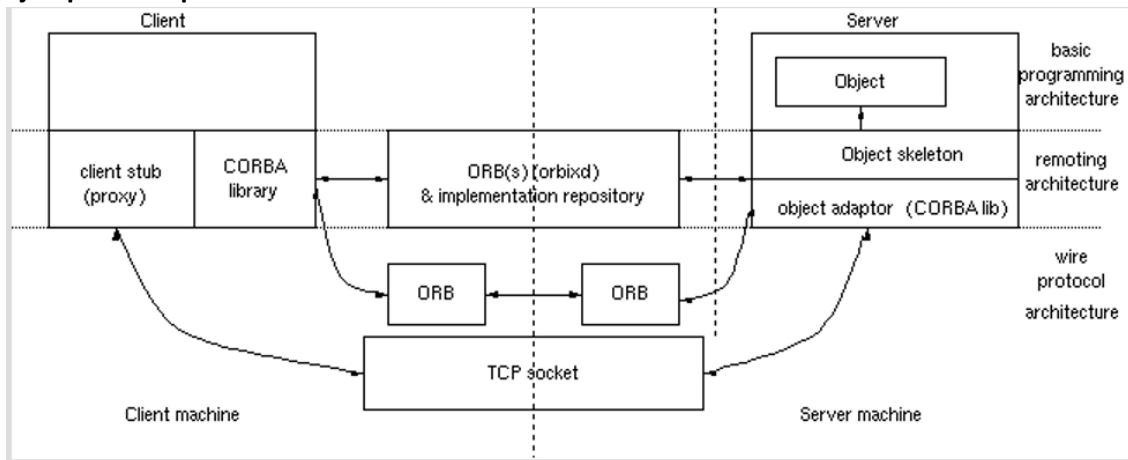 Client
Server
basic
programming
architecture
Object
client stub
(proxy)
CORBA
library
ORB(s) (orbixd)
& implementation repository
Object skeleton
object adaptor (CORBA lib)
remoting
architecture
wire
protocol
architecture
ORB
ORB
TCP socket
Client machine
Server machine